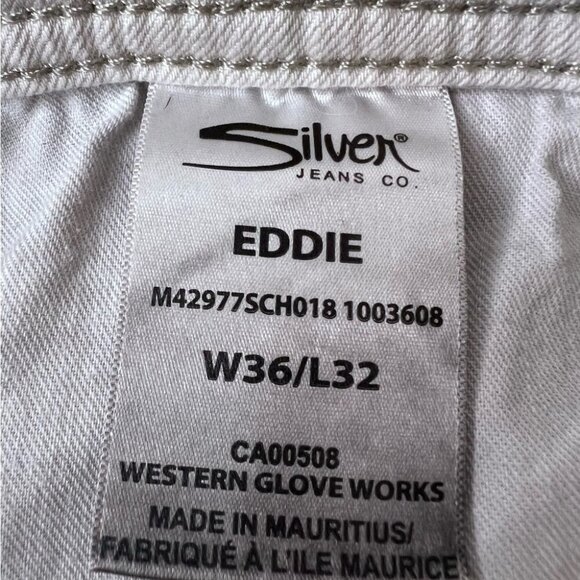 Silver®
JEANS CO.
EDDIE
M42977SCH018 1003608
W36/L32
CA00508
WESTERN GLOVE WORKS
MADE IN MAURITIUS/
FABRIQUÉ À L'ILE MAURICE